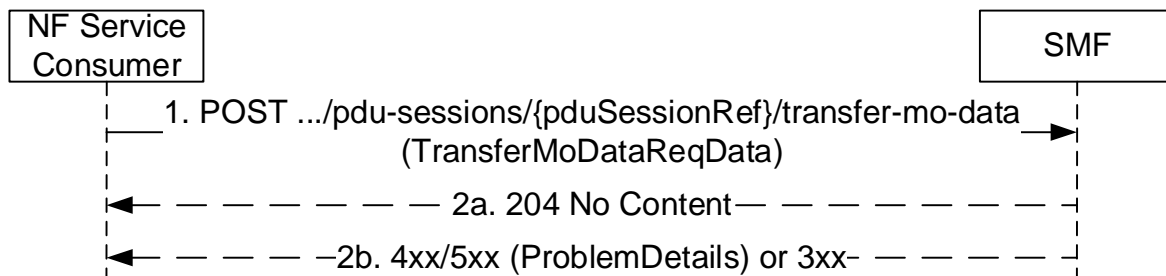 NF Service
Consumer
SMF
1. POST .../pdu-sessions/{pduSessionRef}/transfer-mo-data
(TransferMoDataReqData)
2a. 204 No Content
2b. 4xx/5xx (ProblemDetails) or 3xx